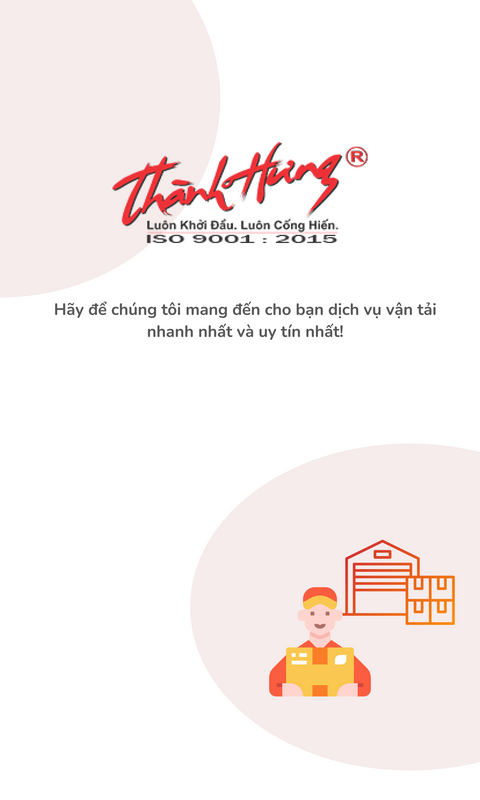 Thành Hưng®
Luôn Khởi Đầu. Luôn Cống Hiến.
ISO 9001 : 2015
Hãy để chúng tôi mang đến cho bạn dịch vụ vận tải
nhanh nhất và uy tín nhất!